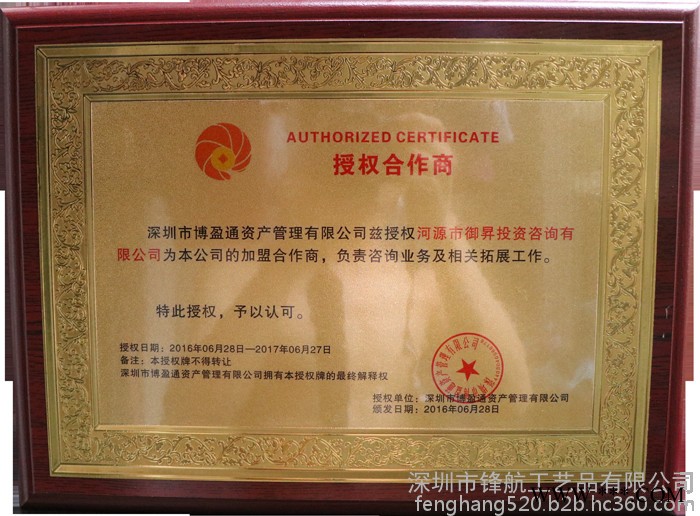 AUTHORIZED CERTIFICATE
授权合作商
深圳市博盈通资产管理有限公司兹授权河源市御昇投资咨询有
限公司为本公司的加盟合作商，负责咨询业务及相关拓展工作。
特此授权，予以认可。
授权日期：2016年06月28日—2017年06月27日
备注：本授权牌不得转让
深圳市博盈通资产管理有限公司拥有本授权牌的最终解释权
授权单位：深圳市博盈通资产管理有限公司
颁发日期：2016年06月28日
深圳市锋航工艺品有限公司
fenghang520.b2b.hc360.com